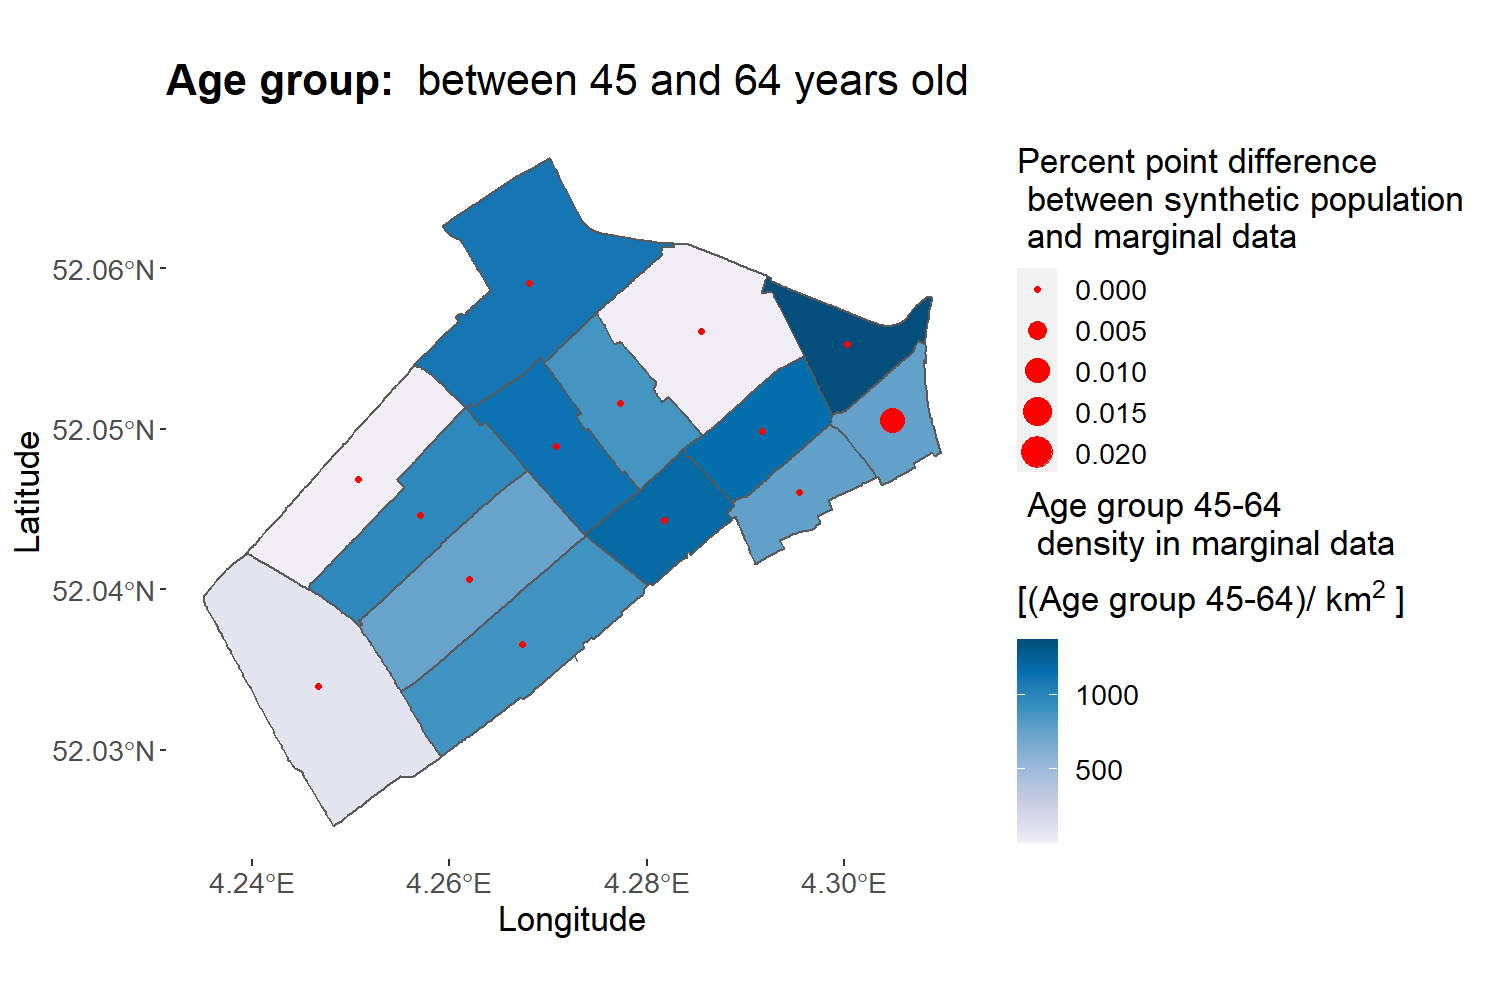 Age group:  between 45 and 64 years old
Percent point difference
between synthetic population
and marginal data
0.000
0.005
0.010
0.015
0.020
Age group 45-64
density in marginal data
[(Age group 45-64)/ km² ]
1000
500
52.06°N
52.05°N
52.04°N
52.03°N
Latitude
4.24°E
4.26°E
4.28°E
4.30°E
Longitude